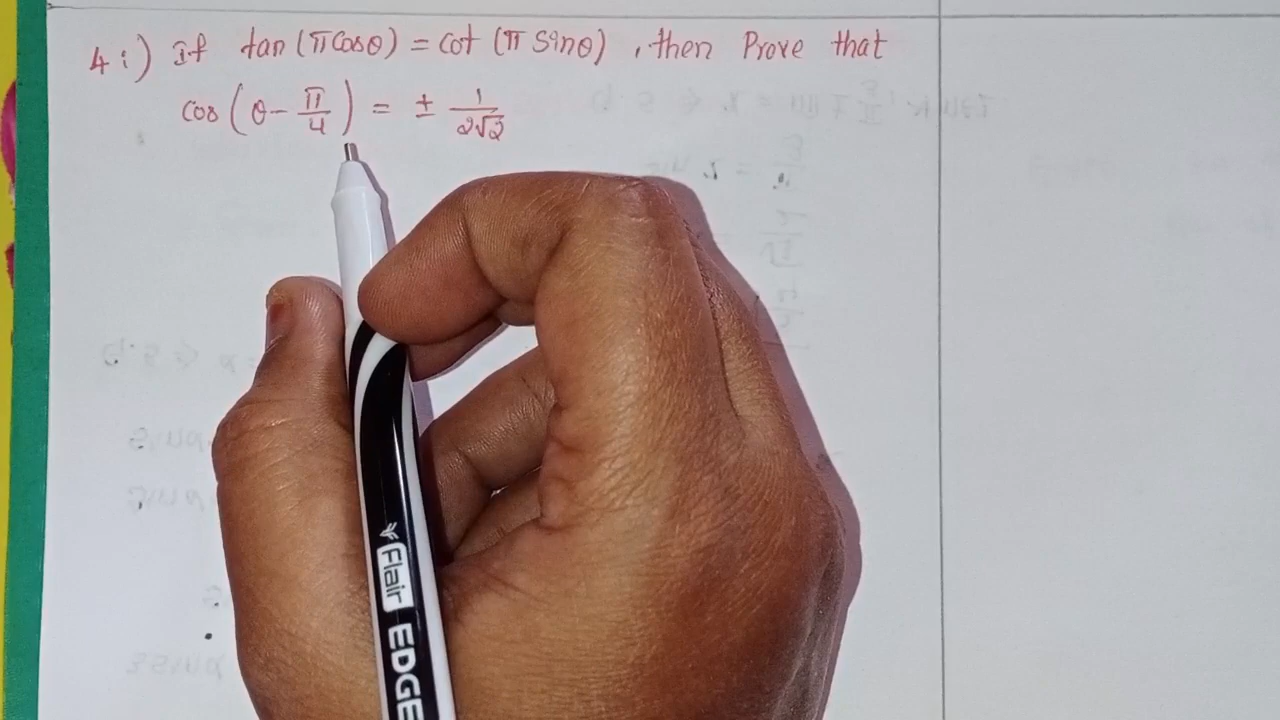 4 i) If tan (π cosθ) = cot (π sinθ) , then Prove that
cos (θ - π/4) = ± 1/2√2
Flair EDGE